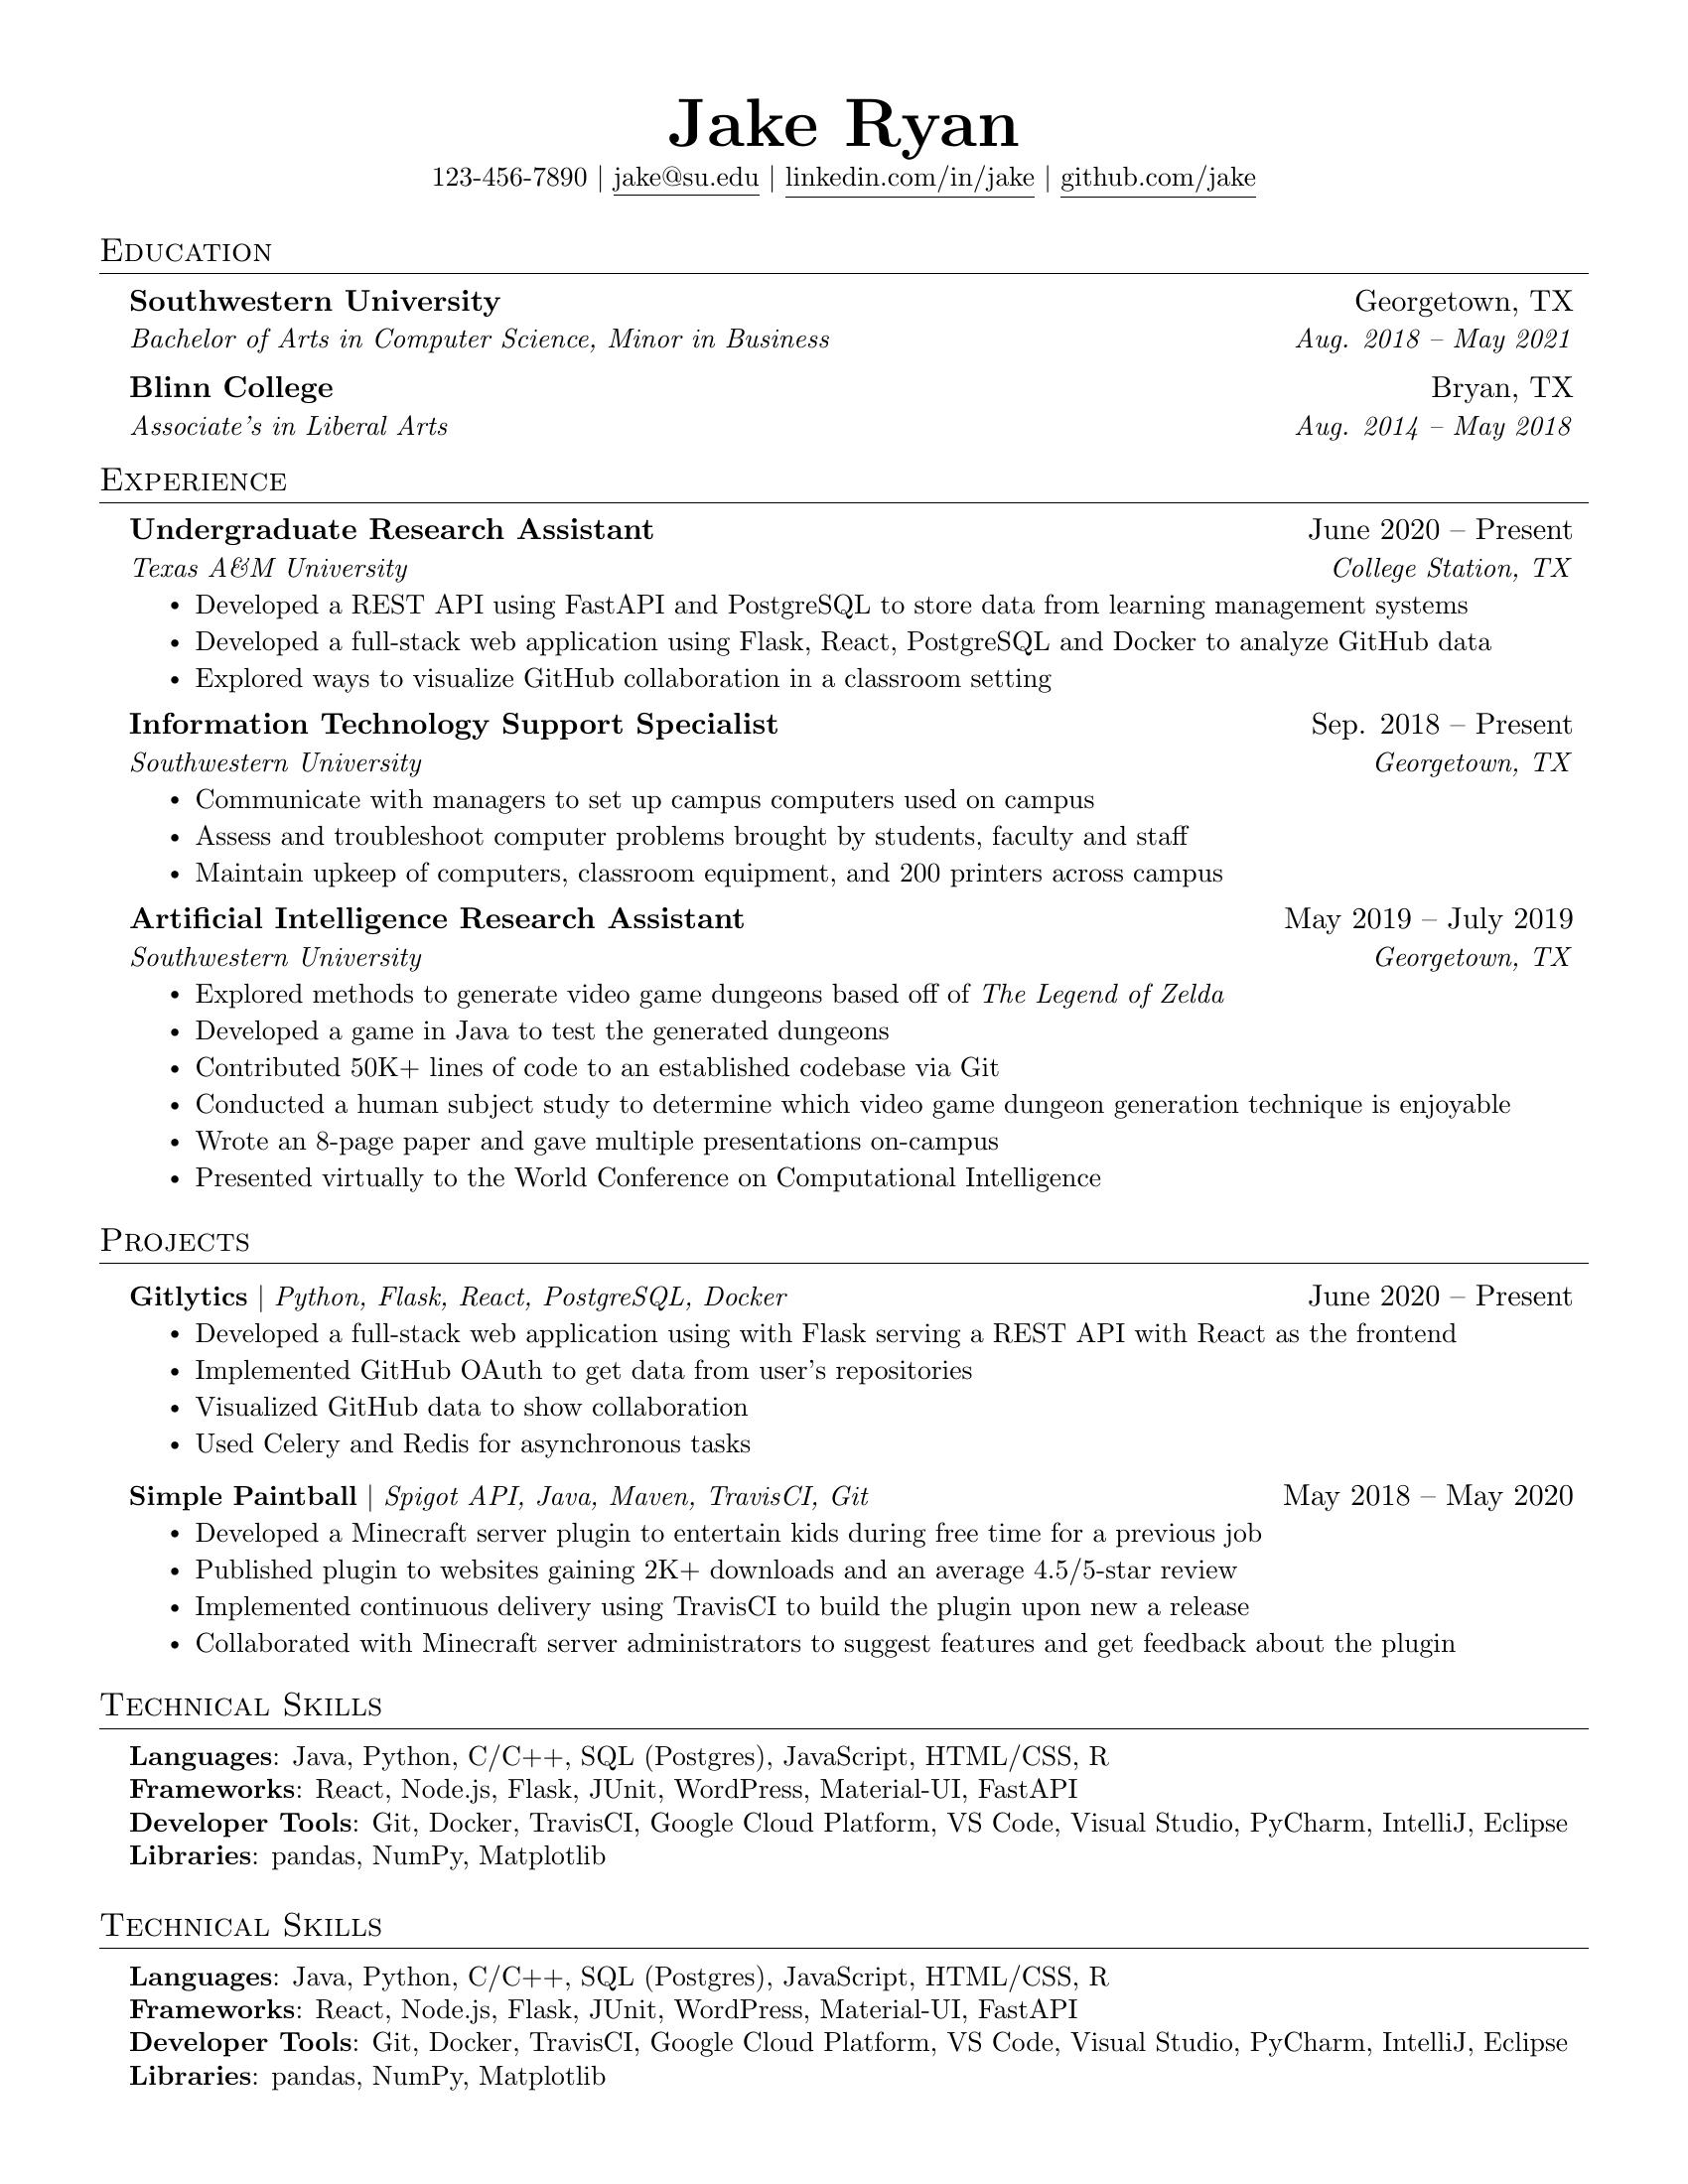 Jake Ryan
123-456-7890 | jake@su.edu | linkedin.com/in/jake | github.com/jake
Education
Southwestern University Georgetown, TX
Bachelor of Arts in Computer Science, Minor in Business Aug. 2018 – May 2021
Blinn College Bryan, TX
Associate's in Liberal Arts Aug. 2014 – May 2018
Experience
Undergraduate Research Assistant June 2020 – Present
Texas A&M University College Station, TX
• Developed a REST API using FastAPI and PostgreSQL to store data from learning management systems
• Developed a full-stack web application using Flask, React, PostgreSQL and Docker to analyze GitHub data
• Explored ways to visualize GitHub collaboration in a classroom setting
Information Technology Support Specialist Sep. 2018 – Present
Southwestern University Georgetown, TX
• Communicate with managers to set up campus computers used on campus
• Assess and troubleshoot computer problems brought by students, faculty and staff
• Maintain upkeep of computers, classroom equipment, and 200 printers across campus
Artificial Intelligence Research Assistant May 2019 – July 2019
Southwestern University Georgetown, TX
• Explored methods to generate video game dungeons based off of The Legend of Zelda
• Developed a game in Java to test the generated dungeons
• Contributed 50K+ lines of code to an established codebase via Git
• Conducted a human subject study to determine which video game dungeon generation technique is enjoyable
• Wrote an 8-page paper and gave multiple presentations on-campus
• Presented virtually to the World Conference on Computational Intelligence
Projects
Gitlytics | Python, Flask, React, PostgreSQL, Docker June 2020 – Present
• Developed a full-stack web application using with Flask serving a REST API with React as the frontend
• Implemented GitHub OAuth to get data from user's repositories
• Visualized GitHub data to show collaboration
• Used Celery and Redis for asynchronous tasks
Simple Paintball | Spigot API, Java, Maven, TravisCI, Git May 2018 – May 2020
• Developed a Minecraft server plugin to entertain kids during free time for a previous job
• Published plugin to websites gaining 2K+ downloads and an average 4.5/5-star review
• Implemented continuous delivery using TravisCI to build the plugin upon new a release
• Collaborated with Minecraft server administrators to suggest features and get feedback about the plugin
Technical Skills
Languages: Java, Python, C/C++, SQL (Postgres), JavaScript, HTML/CSS, R
Frameworks: React, Node.js, Flask, JUnit, WordPress, Material-UI, FastAPI
Developer Tools: Git, Docker, TravisCI, Google Cloud Platform, VS Code, Visual Studio, PyCharm, IntelliJ, Eclipse
Libraries: pandas, NumPy, Matplotlib
Technical Skills
Languages: Java, Python, C/C++, SQL (Postgres), JavaScript, HTML/CSS, R
Frameworks: React, Node.js, Flask, JUnit, WordPress, Material-UI, FastAPI
Developer Tools: Git, Docker, TravisCI, Google Cloud Platform, VS Code, Visual Studio, PyCharm, IntelliJ, Eclipse
Libraries: pandas, NumPy, Matplotlib